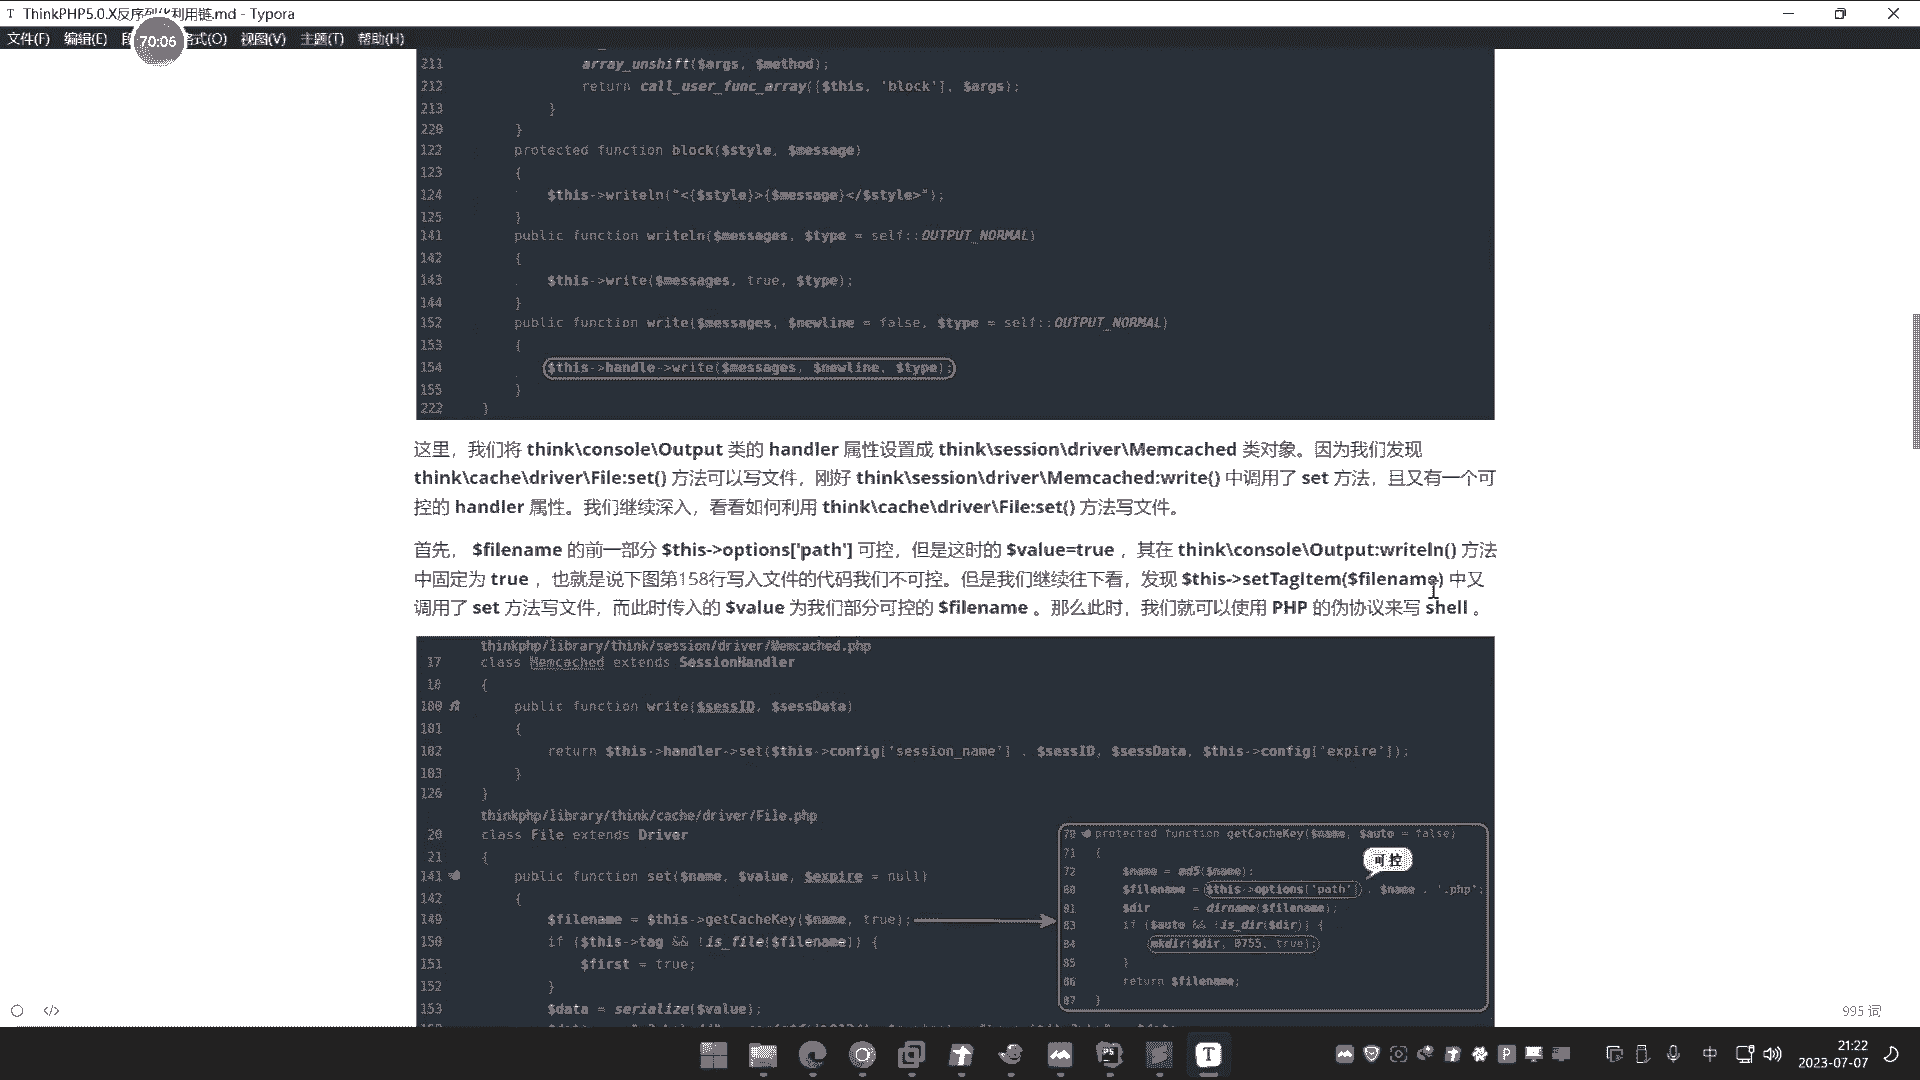 ThinkPHP5.0.X反序列化利用链.md - Typora
文件(F) 编辑(E) 段 式(O) 视图(V) 主题(T) 帮助(H)
70:06
211 array_unshift($args, $method);
212 return call_user_func_array([$this, 'block'], $args);
213 }
220 }
122 protected function block($style, $message)
123 {
124 $this->writeln("<{$style}>{$message}</$style>");
125 }
141 public function writeln($messages, $type = self::OUTPUT_NORMAL)
142 {
143 $this->write($messages, true, $type);
144 }
152 public function write($messages, $newline = false, $type = self::OUTPUT_NORMAL)
153 {
154 $this->handle->write($messages, $newline, $type);
155 }
222 }
这里，我们将 think\console\Output 类的 handler 属性设置成 think\session\driver\Memcached 类对象。因为我们发现
think\cache\driver\File:set() 方法可以写文件，刚好 think\session\driver\Memcached:write() 中调用了 set 方法，且又有一个可
控的 handler 属性。我们继续深入，看看如何利用 think\cache\driver\File:set() 方法写文件。
首先， $filename 的前一部分 $this->options['path'] 可控，但是这时的 $value=true ，其在 think\console\Output:writeln() 方法
中固定为 true ，也就是说下图第158行写入文件的代码我们不可控。但是我们继续往下看，发现 $this->setTagItem($filename) 中又
调用了 set 方法写文件，而此时传入的 $value 为我们部分可控的 $filename 。那么此时，我们就可以使用 PHP 的伪协议来写 shell 。
thinkphp/library/think/session/driver/Memcached.php
17 class Memcached extends SessionHandler
18 {
100 public function write($sessID, $sessData)
101 {
102 return $this->handler->set($this->config['session_name'] . $sessID, $sessData, $this->config['expire']);
103 }
126 }
thinkphp/library/think/cache/driver/File.php
20 class File extends Driver
21 {
141 public function set($name, $value, $expire = null)
142 {
149 $filename = $this->getCacheKey($name, true);
150 if ($this->tag && !is_file($filename)) {
151 $first = true;
152 }
153 $data = serialize($value);
70 protected function getCacheKey($name, $auto = false)
71 {
可控
72 $name = md5($name);
80 $filename = $this->options['path'] . $name . '.php';
81 $dir = dirname($filename);
83 if ($auto && !is_dir($dir)) {
84 mkdir($dir, 0755, true);
85 }
86 return $filename;
87 }
995 词
中
21:22
2023-07-07